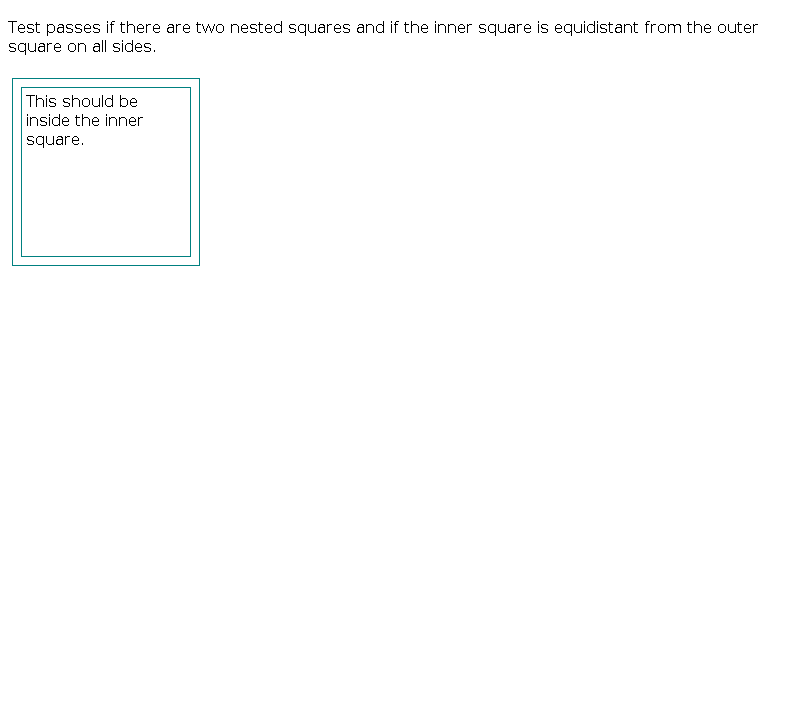 Test passes if there are two nested squares and if the inner square is equidistant from the outer
square on all sides.
This should be
inside the inner
square.